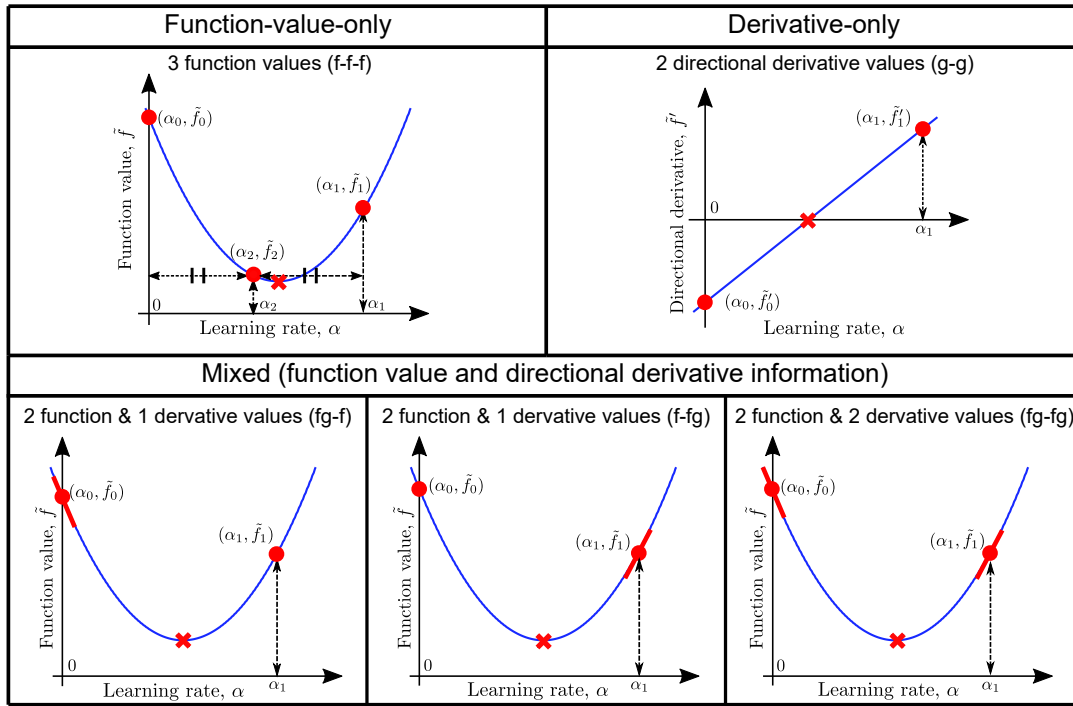 Function-value-only
Derivative-only
3 function values (f-f-f)
2 directional derivative values (g-g)
(α₀, f̃₀)
(α₁, f̃₁)
(α₂, f̃₂)
Function value, f̃
0
α₂
α₁
Learning rate, α
(α₁, f̃′₁)
Directional derivative, f̃′
0
α₁
(α₀, f̃′₀)
Learning rate, α
Mixed (function value and directional derivative information)
2 function & 1 dervative values (fg-f)
2 function & 1 dervative values (f-fg)
2 function & 2 dervative values (fg-fg)
(α₀, f̃₀)
(α₁, f̃₁)
Function value, f̃
0
α₁
Learning rate, α
(α₀, f̃₀)
(α₁, f̃₁)
Function value, f̃
0
α₁
Learning rate, α
(α₀, f̃₀)
(α₁, f̃₁)
Function value, f̃
0
α₁
Learning rate, α